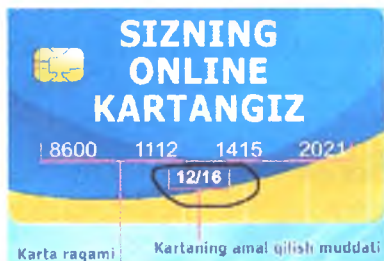 SIZNING
ONLINE
KARTANGIZ
8600 1112 1415 2021
12/16
Karta raqami Kartaning amal qilish muddati